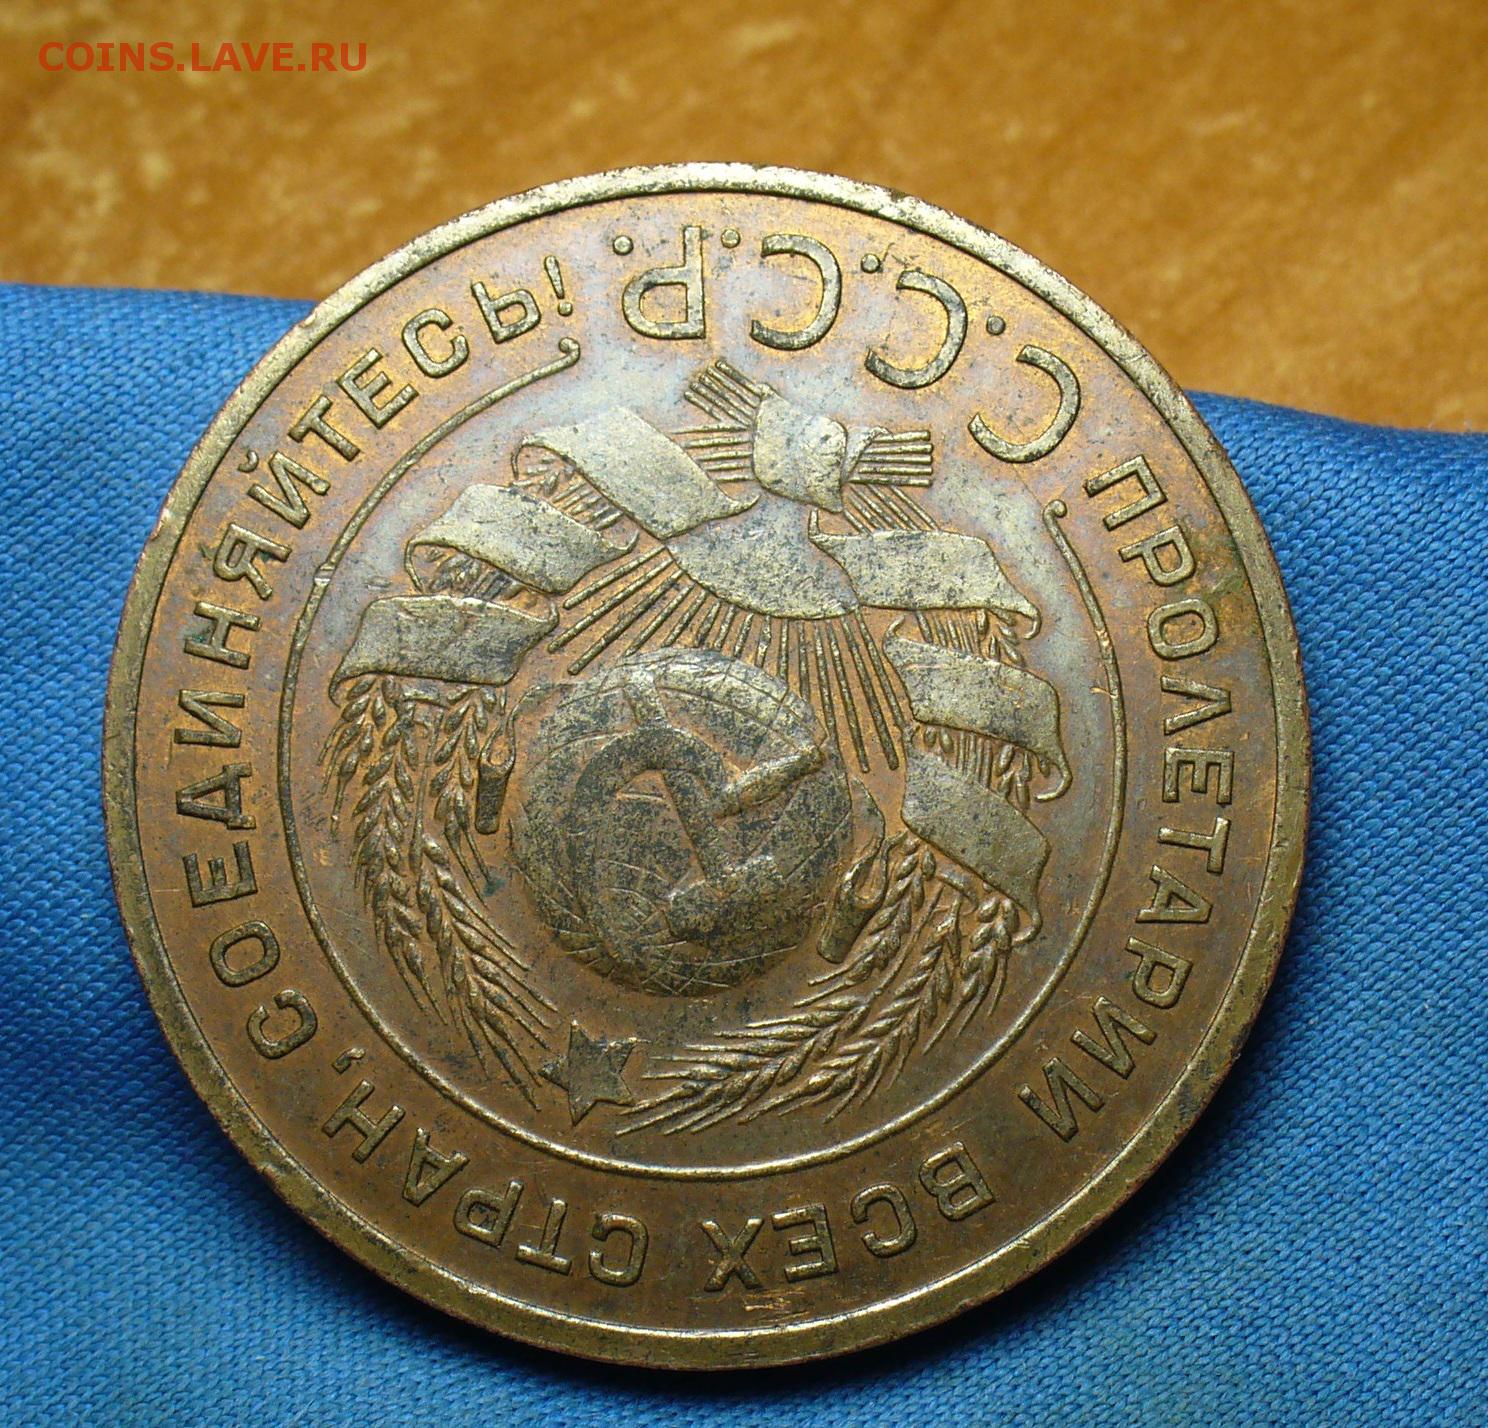 COINS.LAVE.RU
ПРОЛЕТАРИИ ВСЕХ СТРАН, СОЕДИНЯЙТЕСЬ!
С.С.С.Р.